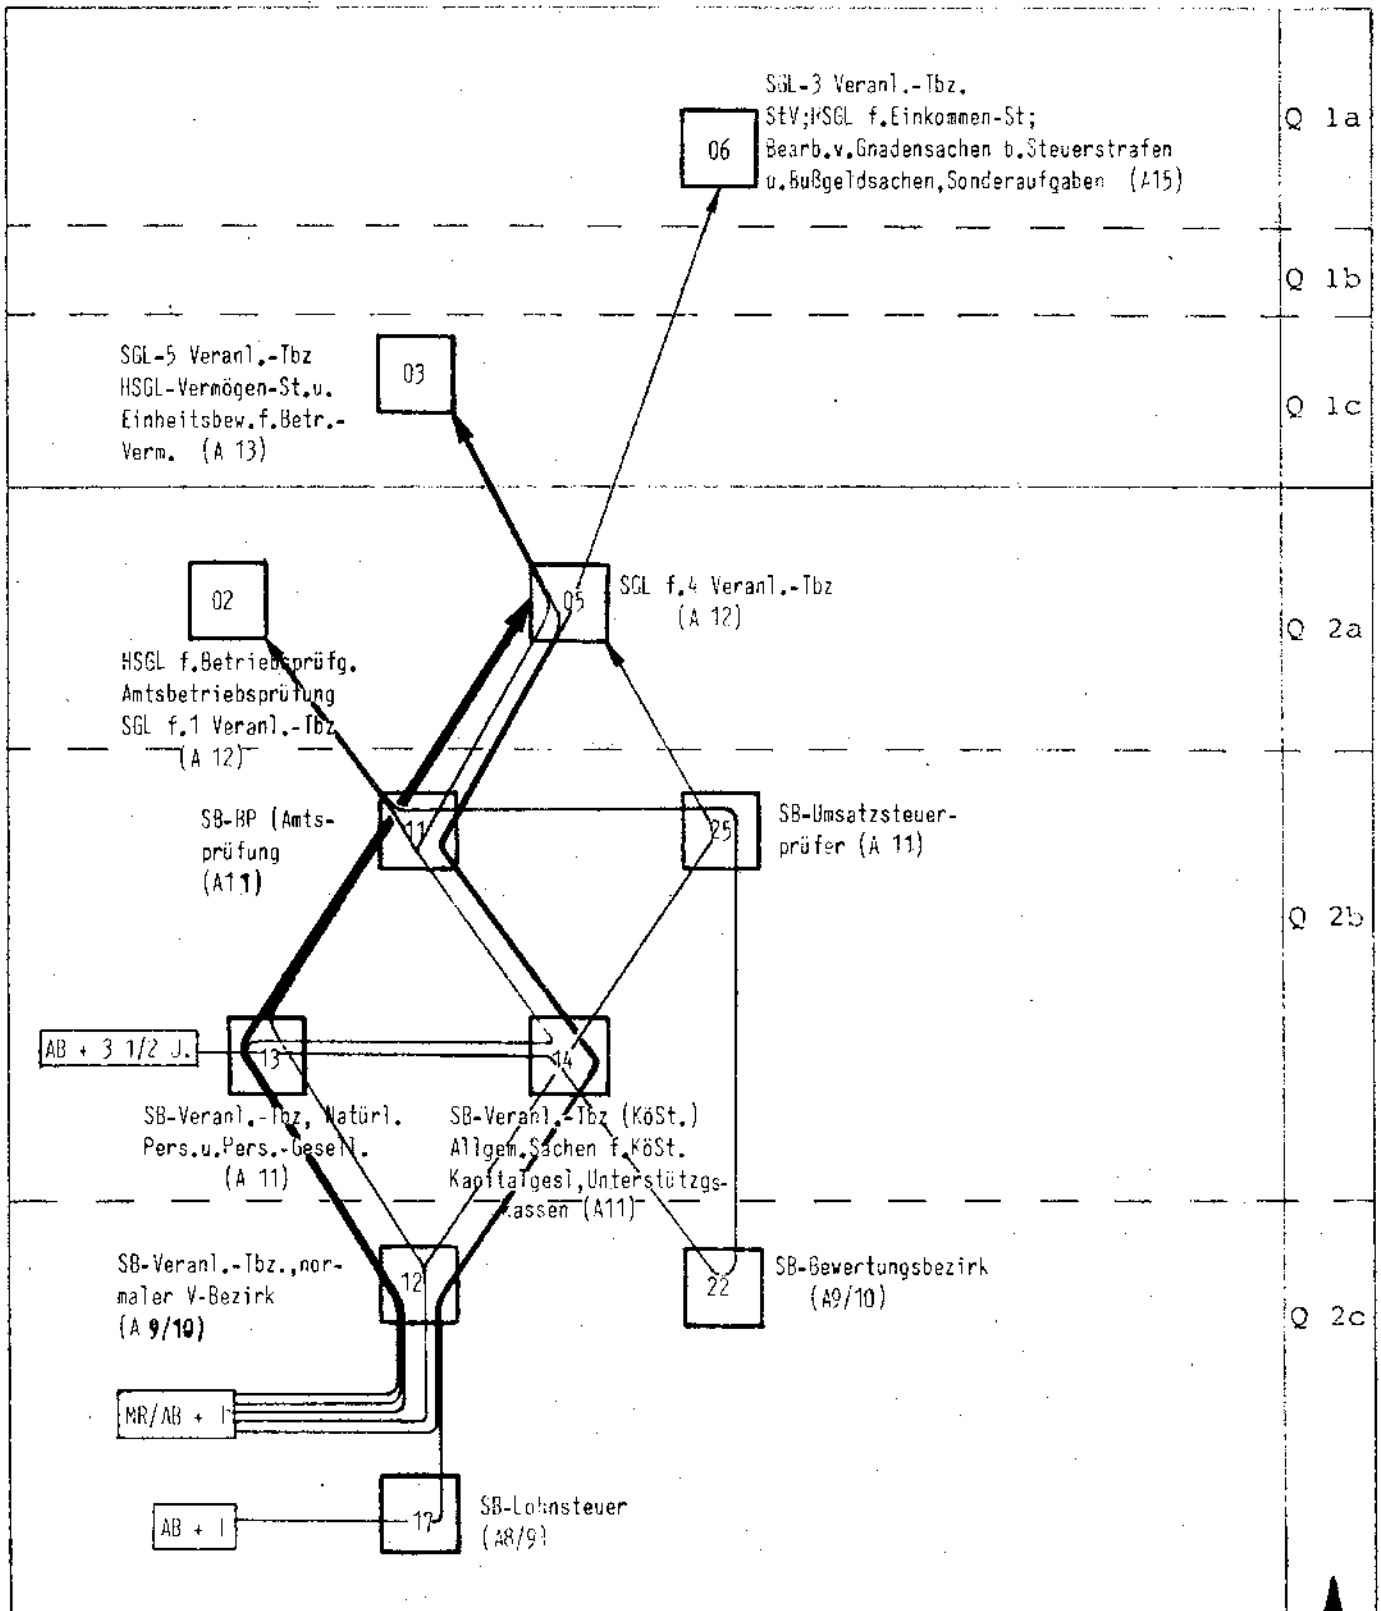 SGL-3 Veranl.-Tbz.
StV;HSGL f.Einkommen-St;
06
Bearb.v.Gnadensachen b.Steuerstrafen
u.Bußgeldsachen,Sonderaufgaben (A15)
Q 1a
Q 1b
SGL-5 Veranl.-Tbz
HSGL-Vermögen-St.u.
Einheitsbew.f.Betr.-
Verm. (A 13)
03
Q 1c
02
HSGL f.Betriebsprüfg.
Amtsbetriebsprüfung
SGL f.1 Veranl.-Tbz
(A 12)
05
SGL f.4 Veranl.-Tbz
(A 12)
Q 2a
SB-BP (Amts-
prüfung
(A11)
11
25
SB-Umsatzsteuer-
prüfer (A 11)
Q 2b
AB + 3 1/2 J.
13
14
SB-Veranl.-Tbz, Natürl.
Pers.u.Pers.-Gesell.
(A 11)
SB-Veranl.-Tbz (KöSt.)
Allgem.Sachen f.KöSt.
Kapitalgesl,Unterstützgs-
kassen (A11)
SB-Veranl.-Tbz.,nor-
maler V-Bezirk
(A 9/10)
12
22
SB-Bewertungsbezirk
(A9/10)
Q 2c
MR/AB + I
AB + I
17
SB-Lohnsteuer
(A8/9)